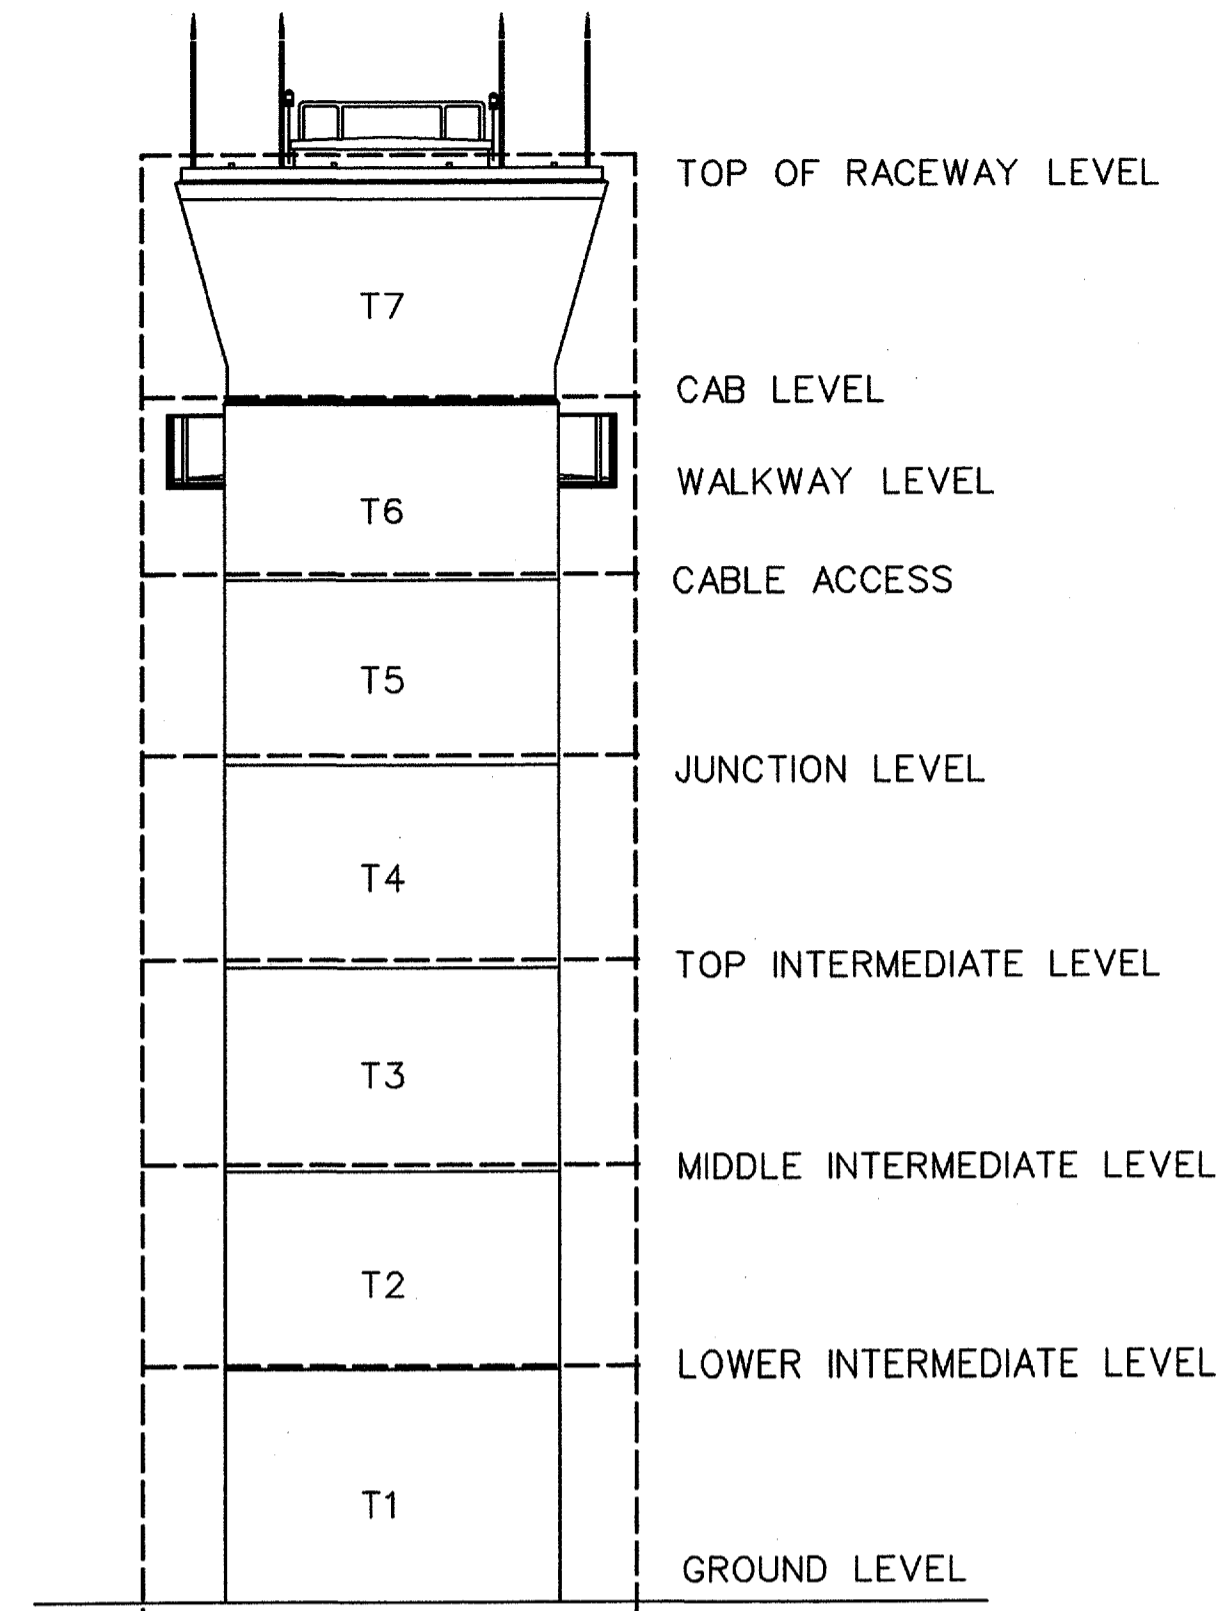 TOP OF RACEWAY LEVEL
T7
CAB LEVEL
WALKWAY LEVEL
T6
CABLE ACCESS
T5
JUNCTION LEVEL
T4
TOP INTERMEDIATE LEVEL
T3
MIDDLE INTERMEDIATE LEVEL
T2
LOWER INTERMEDIATE LEVEL
T1
GROUND LEVEL